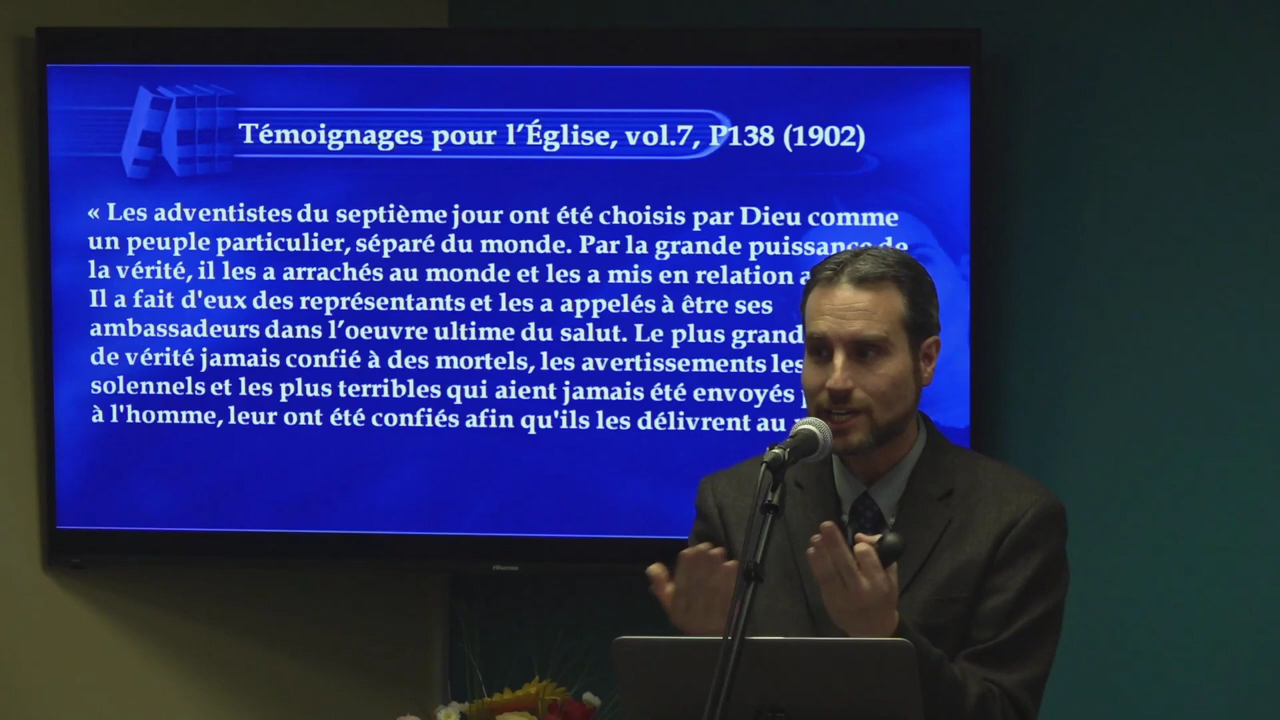 Témoignages pour l’Église, vol.7, P138 (1902)
« Les adventistes du septième jour ont été choisis par Dieu comme
un peuple particulier, séparé du monde. Par la grande puissance de
la vérité, il les a arrachés au monde et les a mis en relation
Il a fait d'eux des représentants et les a appelés à être ses
ambassadeurs dans l’oeuvre ultime du salut. Le plus grand
de vérité jamais confié à des mortels, les avertissements les
solennels et les plus terribles qui aient jamais été envoyés
à l'homme, leur ont été confiés afin qu'ils les délivrent au
Hisense